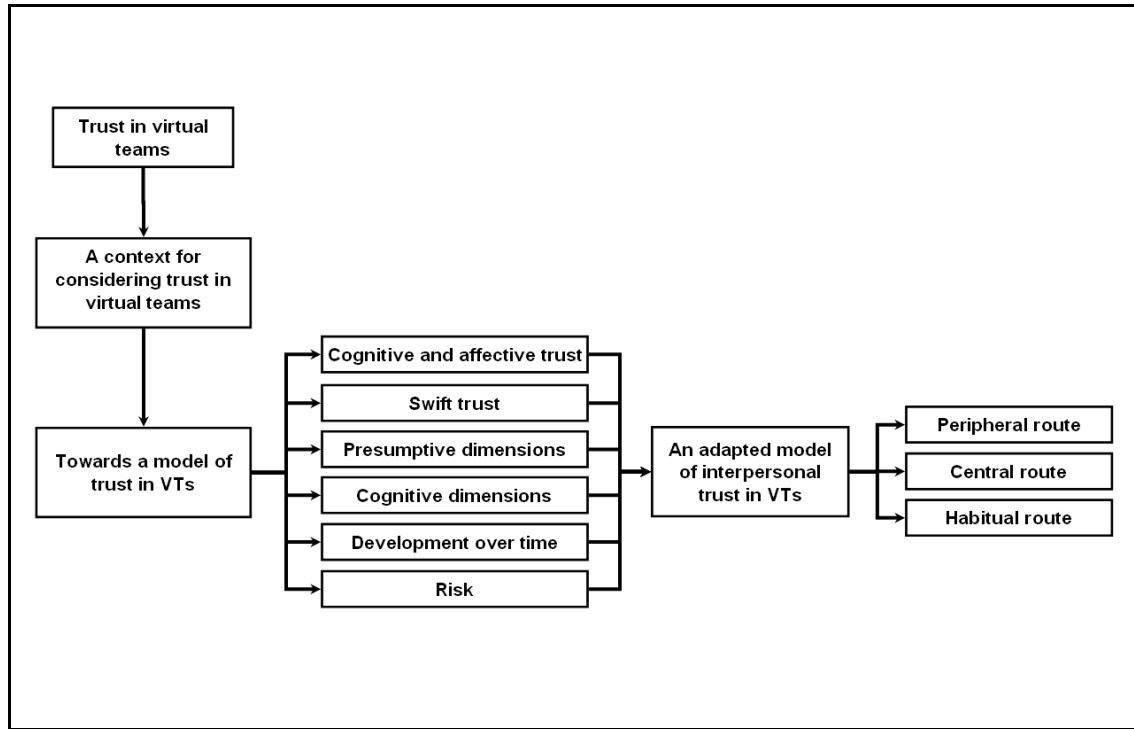 Trust in virtual
teams
A context for
considering trust in
virtual teams
Towards a model of
trust in VTs
Cognitive and affective trust
Swift trust
Presumptive dimensions
Cognitive dimensions
Development over time
Risk
An adapted model
of interpersonal
trust in VTs
Peripheral route
Central route
Habitual route